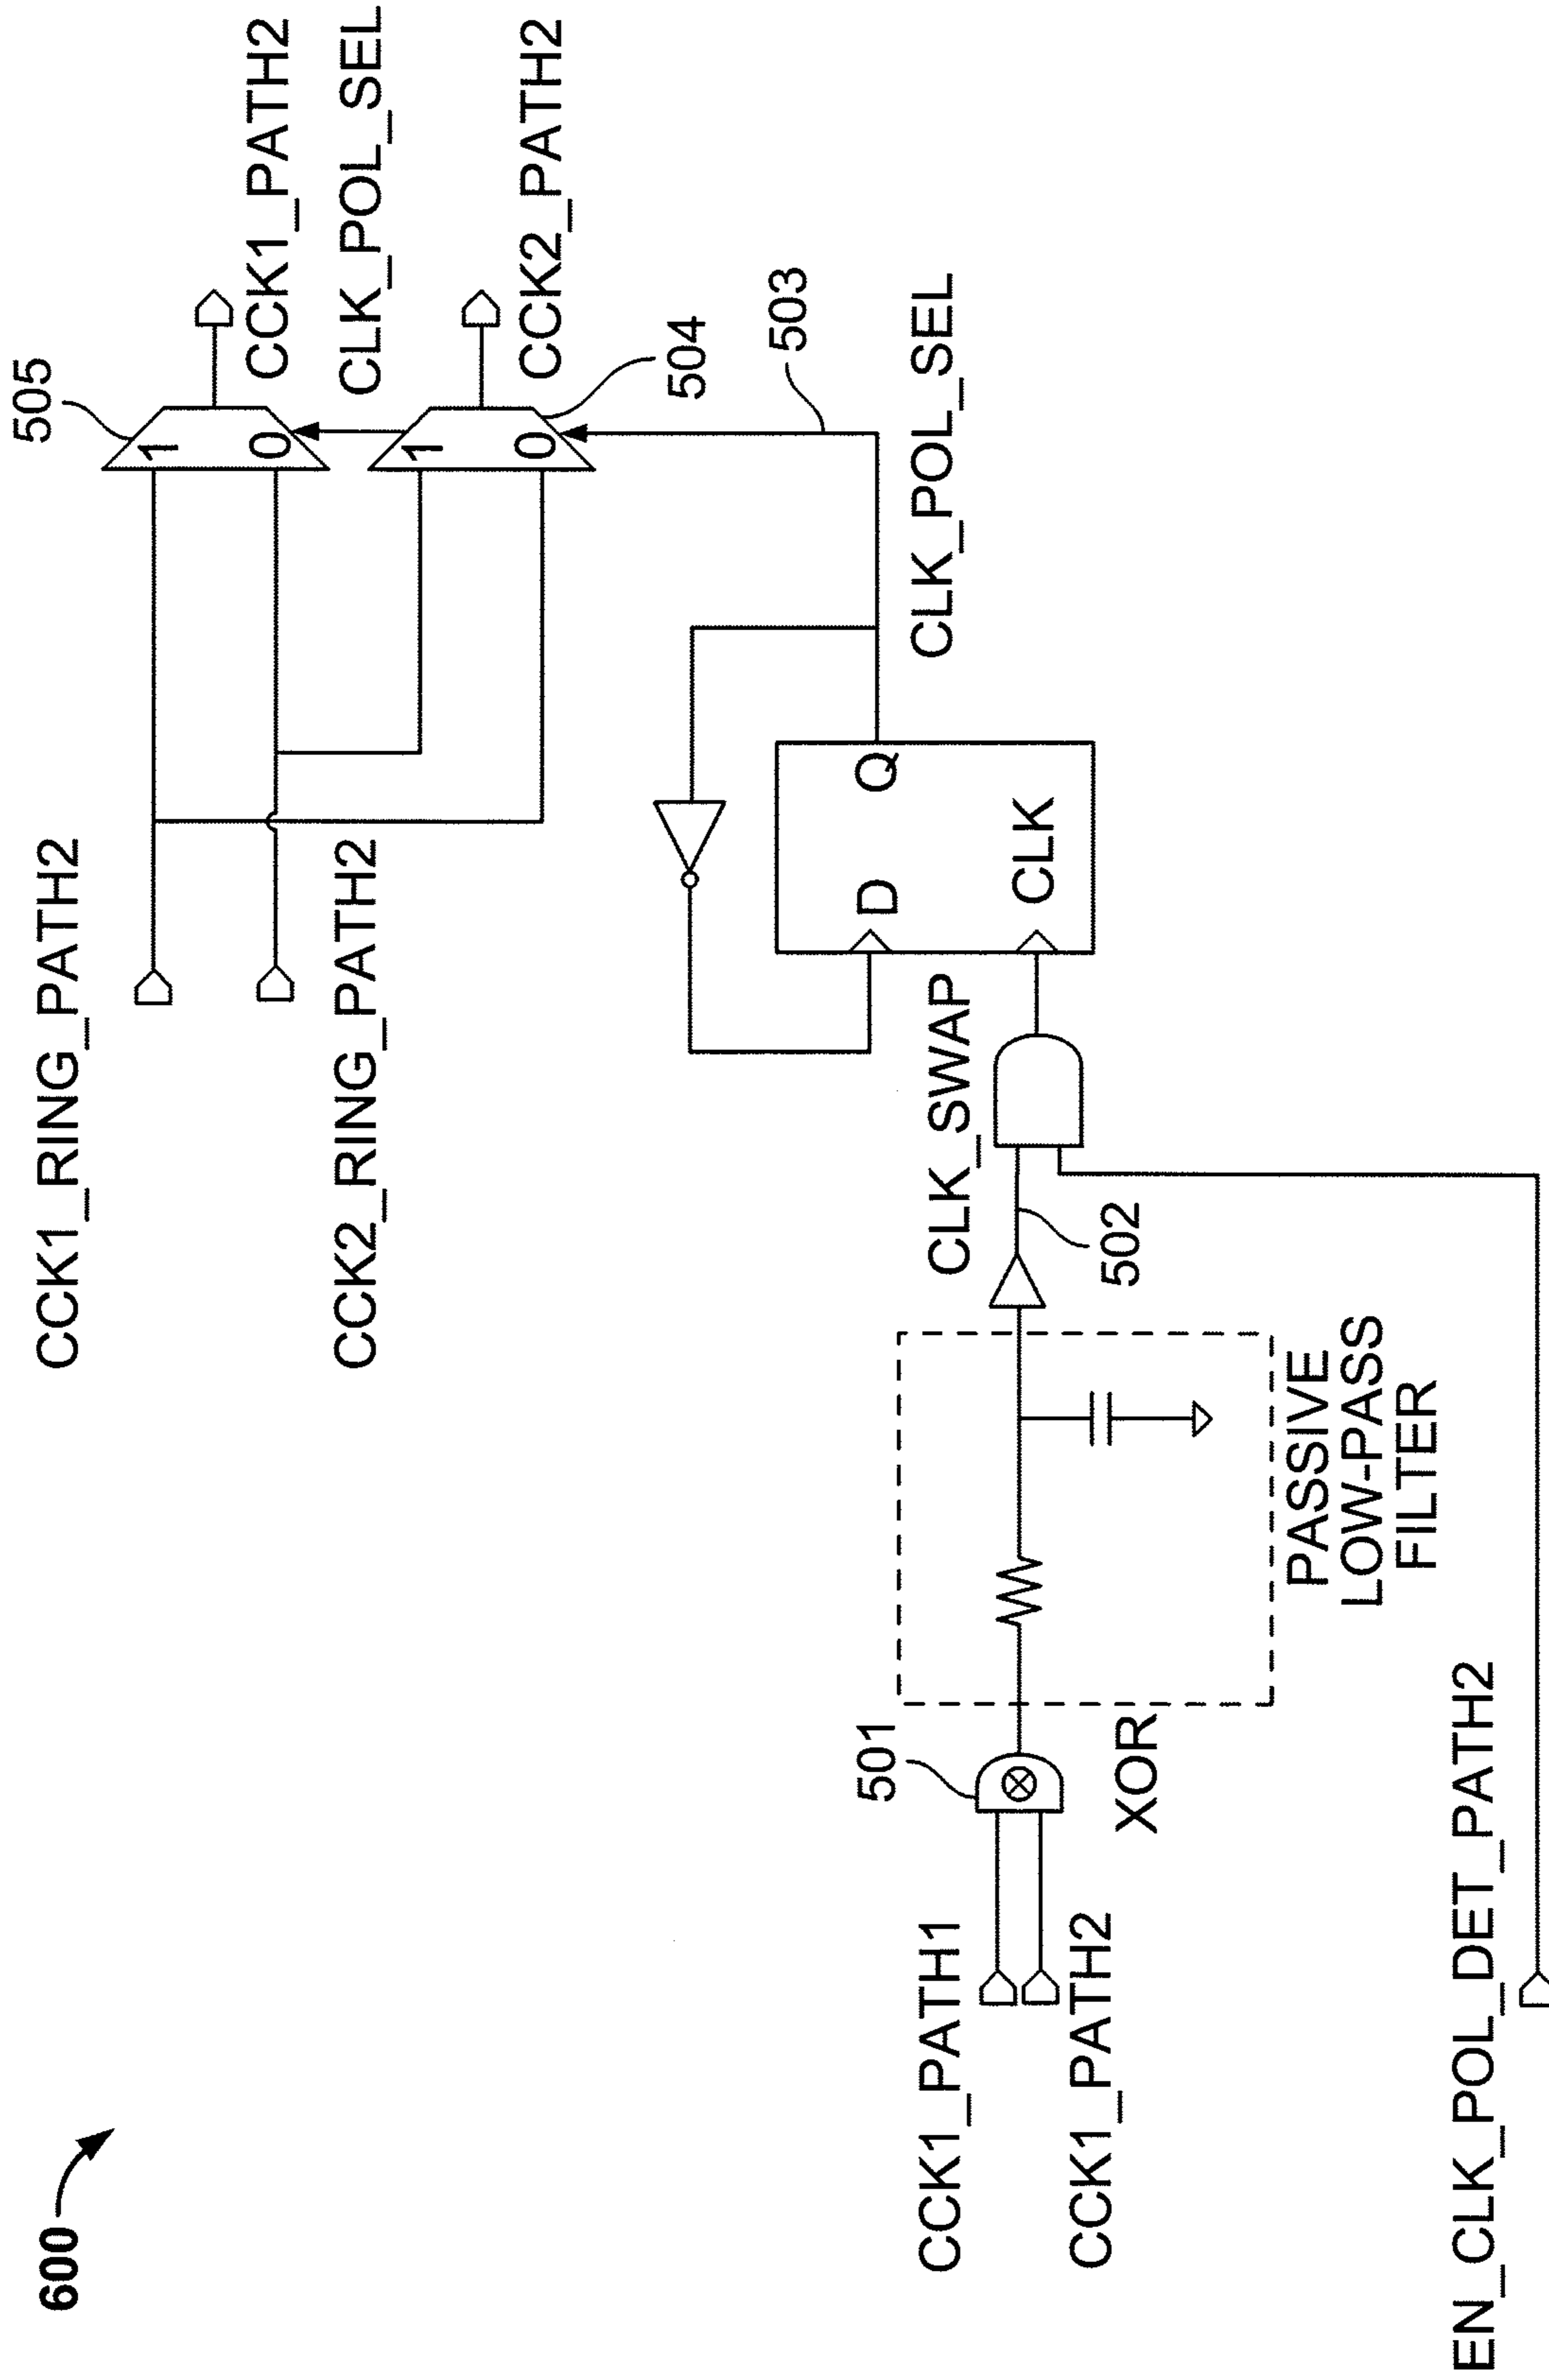 600
CCK1_RING_PATH2
CCK2_RING_PATH2
505
1
0
CCK1_PATH2
CLK_POL_SEL
1
0
504
CCK2_PATH2
503
CLK_POL_SEL
D
Q
CLK
CLK_SWAP
502
501
XOR
CCK1_PATH1
CCK1_PATH2
PASSIVE
LOW-PASS
FILTER
EN_CLK_POL_DET_PATH2